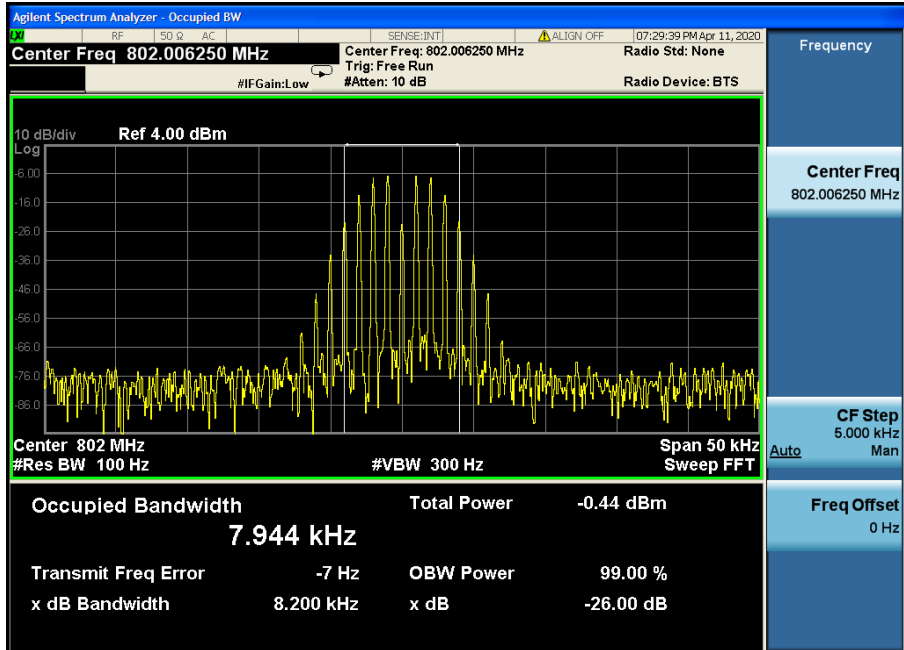 Agilent Spectrum Analyzer - Occupied BW
LXI RF 50 Ω AC SENSE:INT ALIGN OFF 07:29:39 PM Apr 11, 2020
Center Freq 802.006250 MHz
Center Freq: 802.006250 MHz
Radio Std: None
Trig: Free Run
#IFGain:Low
#Atten: 10 dB
Radio Device: BTS
10 dB/div Ref 4.00 dBm
Log
-6.00
-16.0
-26.0
-36.0
-46.0
-56.0
-66.0
-76.0
-86.0
Center 802 MHz
Span 50 kHz
#Res BW 100 Hz
#VBW 300 Hz
Sweep FFT
Occupied Bandwidth
7.944 kHz
Total Power -0.44 dBm
Transmit Freq Error -7 Hz
OBW Power 99.00 %
x dB Bandwidth 8.200 kHz
x dB -26.00 dB
Frequency
Center Freq
802.006250 MHz
CF Step
5.000 kHz
Auto Man
Freq Offset
0 Hz